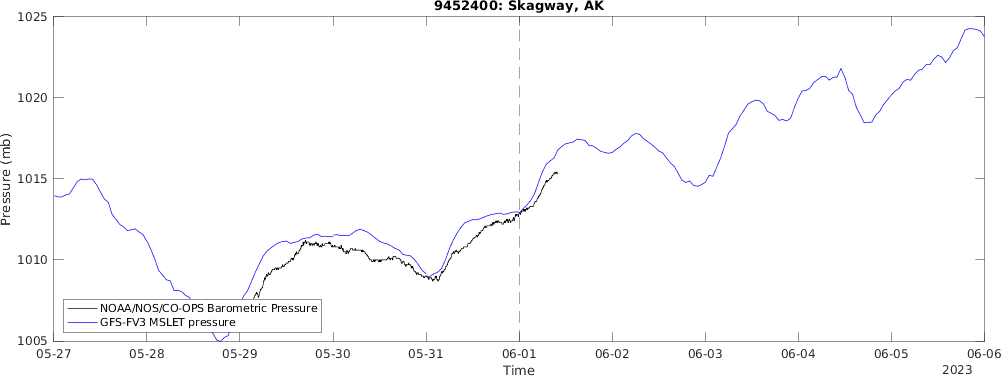 9452400: Skagway, AK
1025
1020
1015
1010
1005
Pressure (mb)
NOAA/NOS/CO-OPS Barometric Pressure
GFS-FV3 MSLET pressure
05-27 05-28 05-29 05-30 05-31 06-01 06-02 06-03 06-04 06-05 06-06
Time
2023